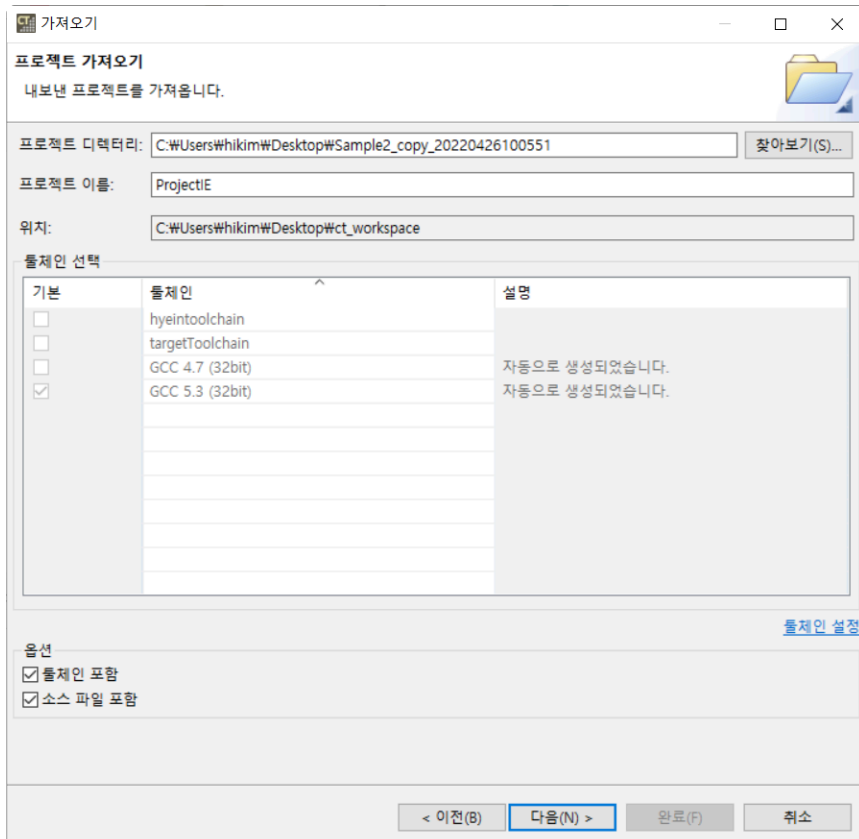 CT 가져오기
프로젝트 가져오기
내보낸 프로젝트를 가져옵니다.
프로젝트 디렉터리: C:₩Users₩hikim₩Desktop₩Sample2_copy_20220426100551 찾아보기(S)...
프로젝트 이름: ProjectIE
위치: C:₩Users₩hikim₩Desktop₩ct_workspace
툴체인 선택
기본 툴체인 설명
hyeintoolchain
targetToolchain
GCC 4.7 (32bit) 자동으로 생성되었습니다.
GCC 5.3 (32bit) 자동으로 생성되었습니다.
툴체인 설정
옵션
툴체인 포함
소스 파일 포함
< 이전(B) 다음(N) > 완료(F) 취소